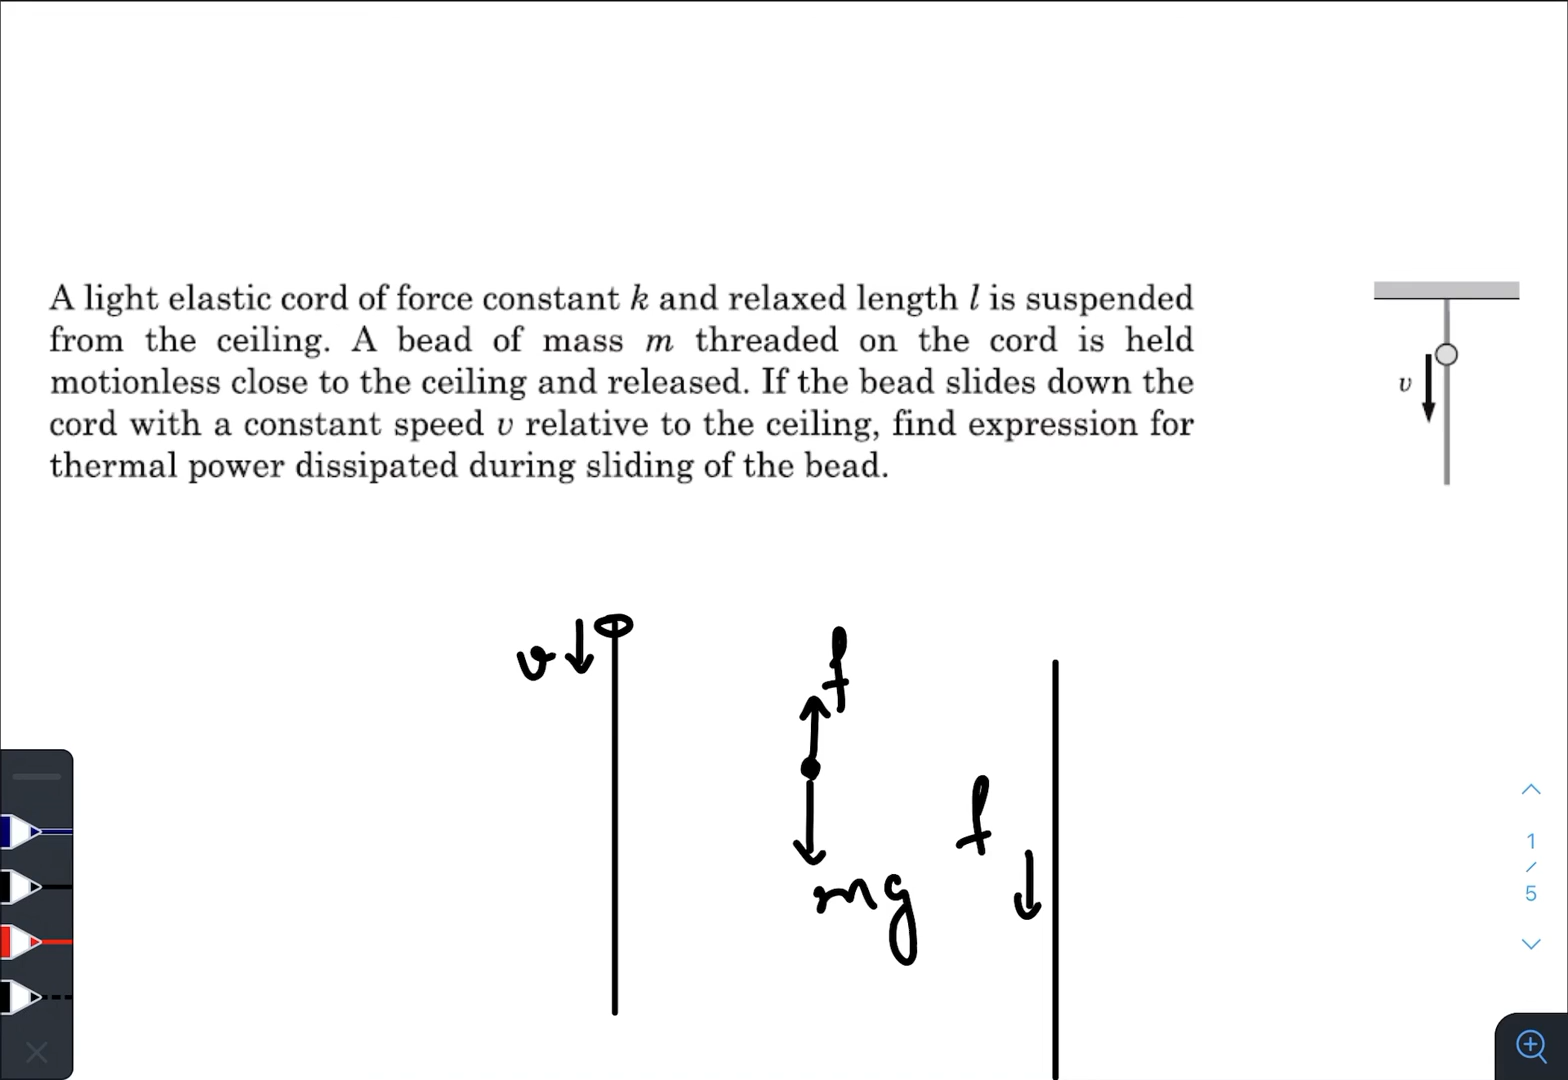 A light elastic cord of force constant k and relaxed length l is suspended
from the ceiling. A bead of mass m threaded on the cord is held
motionless close to the ceiling and released. If the bead slides down the
cord with a constant speed v relative to the ceiling, find expression for
thermal power dissipated during sliding of the bead.
v
v
f
f
mg
1
/
5